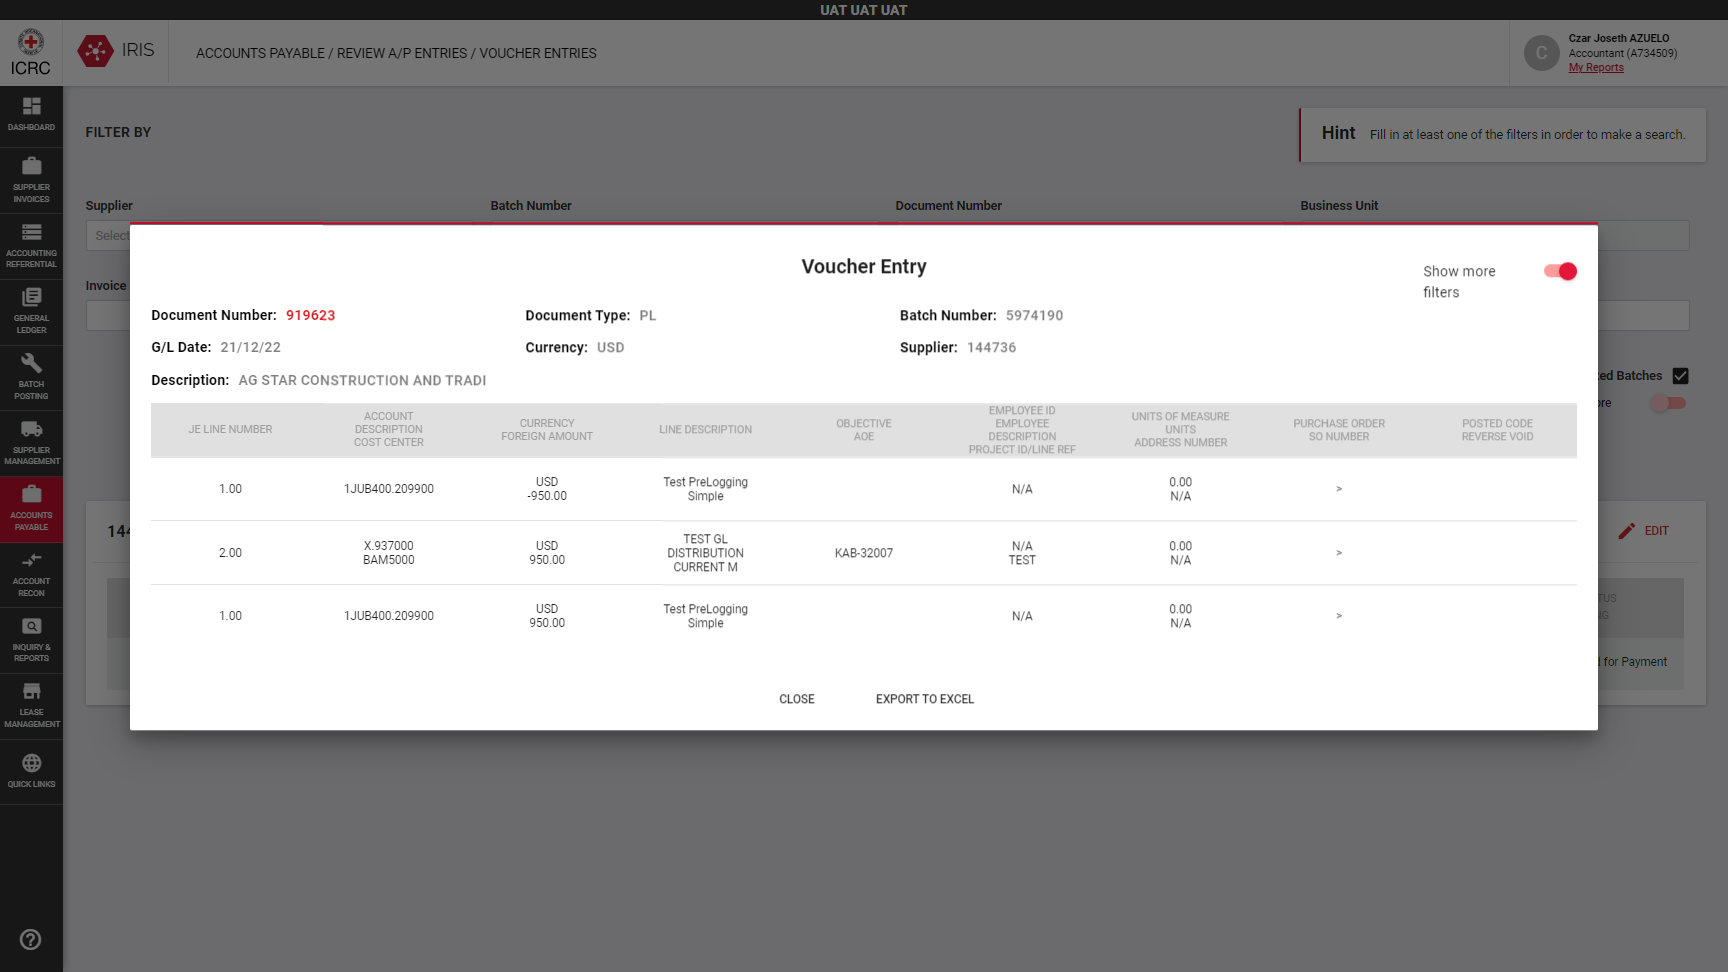 UAT UAT UAT
ICRC
IRIS
ACCOUNTS PAYABLE / REVIEW A/P ENTRIES / VOUCHER ENTRIES
C
Czar Joseth AZUELO
Accountant (A734509)
My Reports
DASHBOARD
SUPPLIER
INVOICES
ACCOUNTING
REFERENTIAL
GENERAL
LEDGER
BATCH
POSTING
SUPPLIER
MANAGEMENT
ACCOUNTS
PAYABLE
ACCOUNT
RECON
INQUIRY &
REPORTS
LEASE
MANAGEMENT
QUICK LINKS
FILTER BY
Hint Fill in at least one of the filters in order to make a search.
Supplier Batch Number Document Number Business Unit
Select
Invoice
ed Batches
ore
144
EDIT
TUS
NG
for Payment
Voucher Entry
Show more
filters
Document Number: 919623 Document Type: PL Batch Number: 5974190
G/L Date: 21/12/22 Currency: USD Supplier: 144736
Description: AG STAR CONSTRUCTION AND TRADI
JE LINE NUMBER
ACCOUNT
DESCRIPTION
COST CENTER
CURRENCY
FOREIGN AMOUNT
LINE DESCRIPTION
OBJECTIVE
AOE
EMPLOYEE ID
EMPLOYEE
DESCRIPTION
PROJECT ID/LINE REF
UNITS OF MEASURE
UNITS
ADDRESS NUMBER
PURCHASE ORDER
SO NUMBER
POSTED CODE
REVERSE VOID
1.00
1JUB400.209900
USD
-950.00
Test PreLogging
Simple
N/A
0.00
N/A
>
2.00
X.937000
BAM5000
USD
950.00
TEST GL
DISTRIBUTION
CURRENT M
KAB-32007
N/A
TEST
0.00
N/A
>
1.00
1JUB400.209900
USD
950.00
Test PreLogging
Simple
N/A
0.00
N/A
>
CLOSE EXPORT TO EXCEL